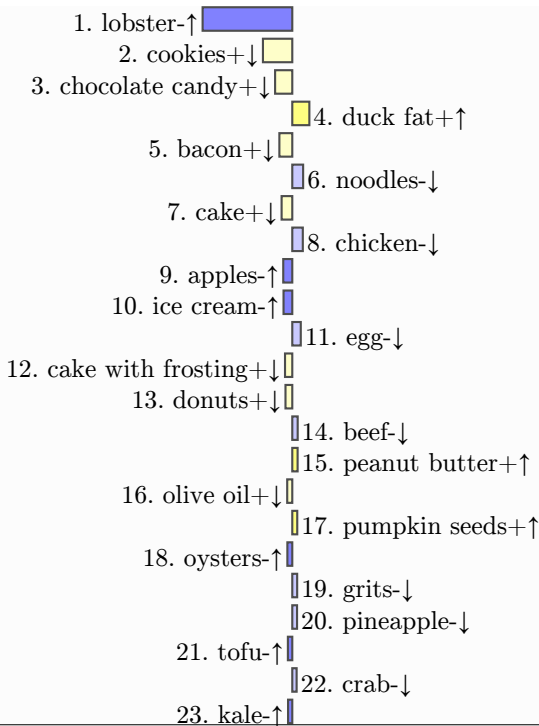 1. lobster-↑
2. cookies+↓
3. chocolate candy+↓
4. duck fat+↑
5. bacon+↓
6. noodles-↓
7. cake+↓
8. chicken-↓
9. apples-↑
10. ice cream-↑
11. egg-↓
12. cake with frosting+↓
13. donuts+↓
14. beef-↓
15. peanut butter+↑
16. olive oil+↓
17. pumpkin seeds+↑
18. oysters-↑
19. grits-↓
20. pineapple-↓
21. tofu-↑
22. crab-↓
23. kale-↑